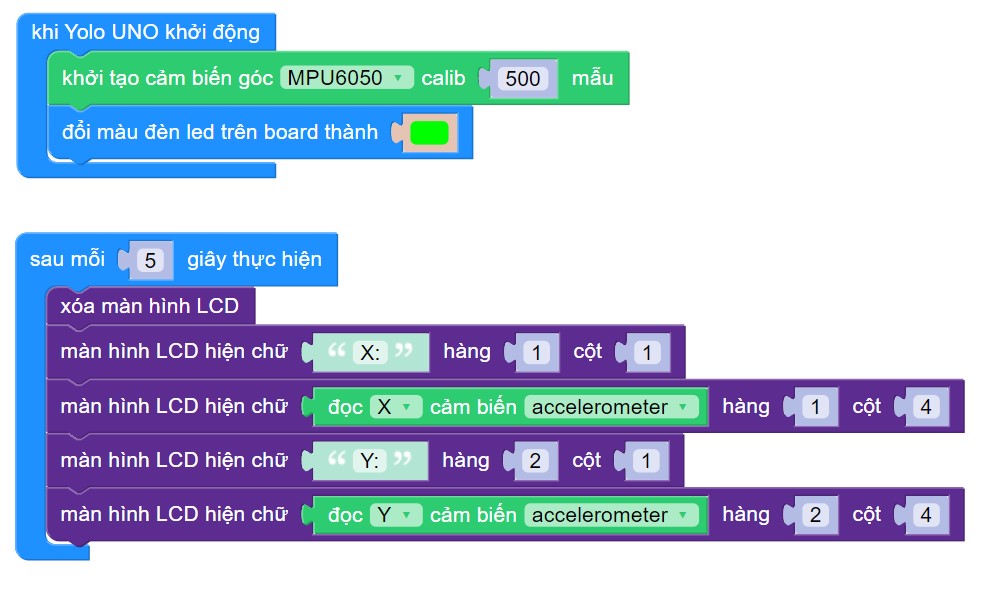 khi Yolo UNO khởi động
khởi tạo cảm biến góc MPU6050 calib 500 mẫu
đổi màu đèn led trên board thành
sau mỗi 5 giây thực hiện
xóa màn hình LCD
màn hình LCD hiện chữ “ X: ” hàng 1 cột 1
màn hình LCD hiện chữ đọc X cảm biến accelerometer hàng 1 cột 4
màn hình LCD hiện chữ “ Y: ” hàng 2 cột 1
màn hình LCD hiện chữ đọc Y cảm biến accelerometer hàng 2 cột 4